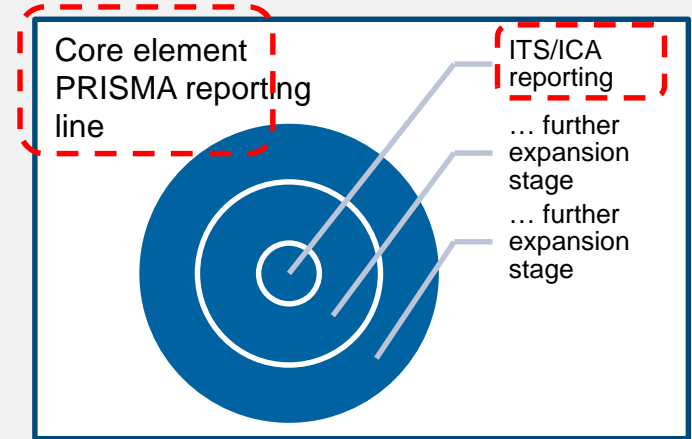 Core element
PRISMA reporting
line
ITS/ICA
reporting
… further
expansion
stage
… further
expansion
stage